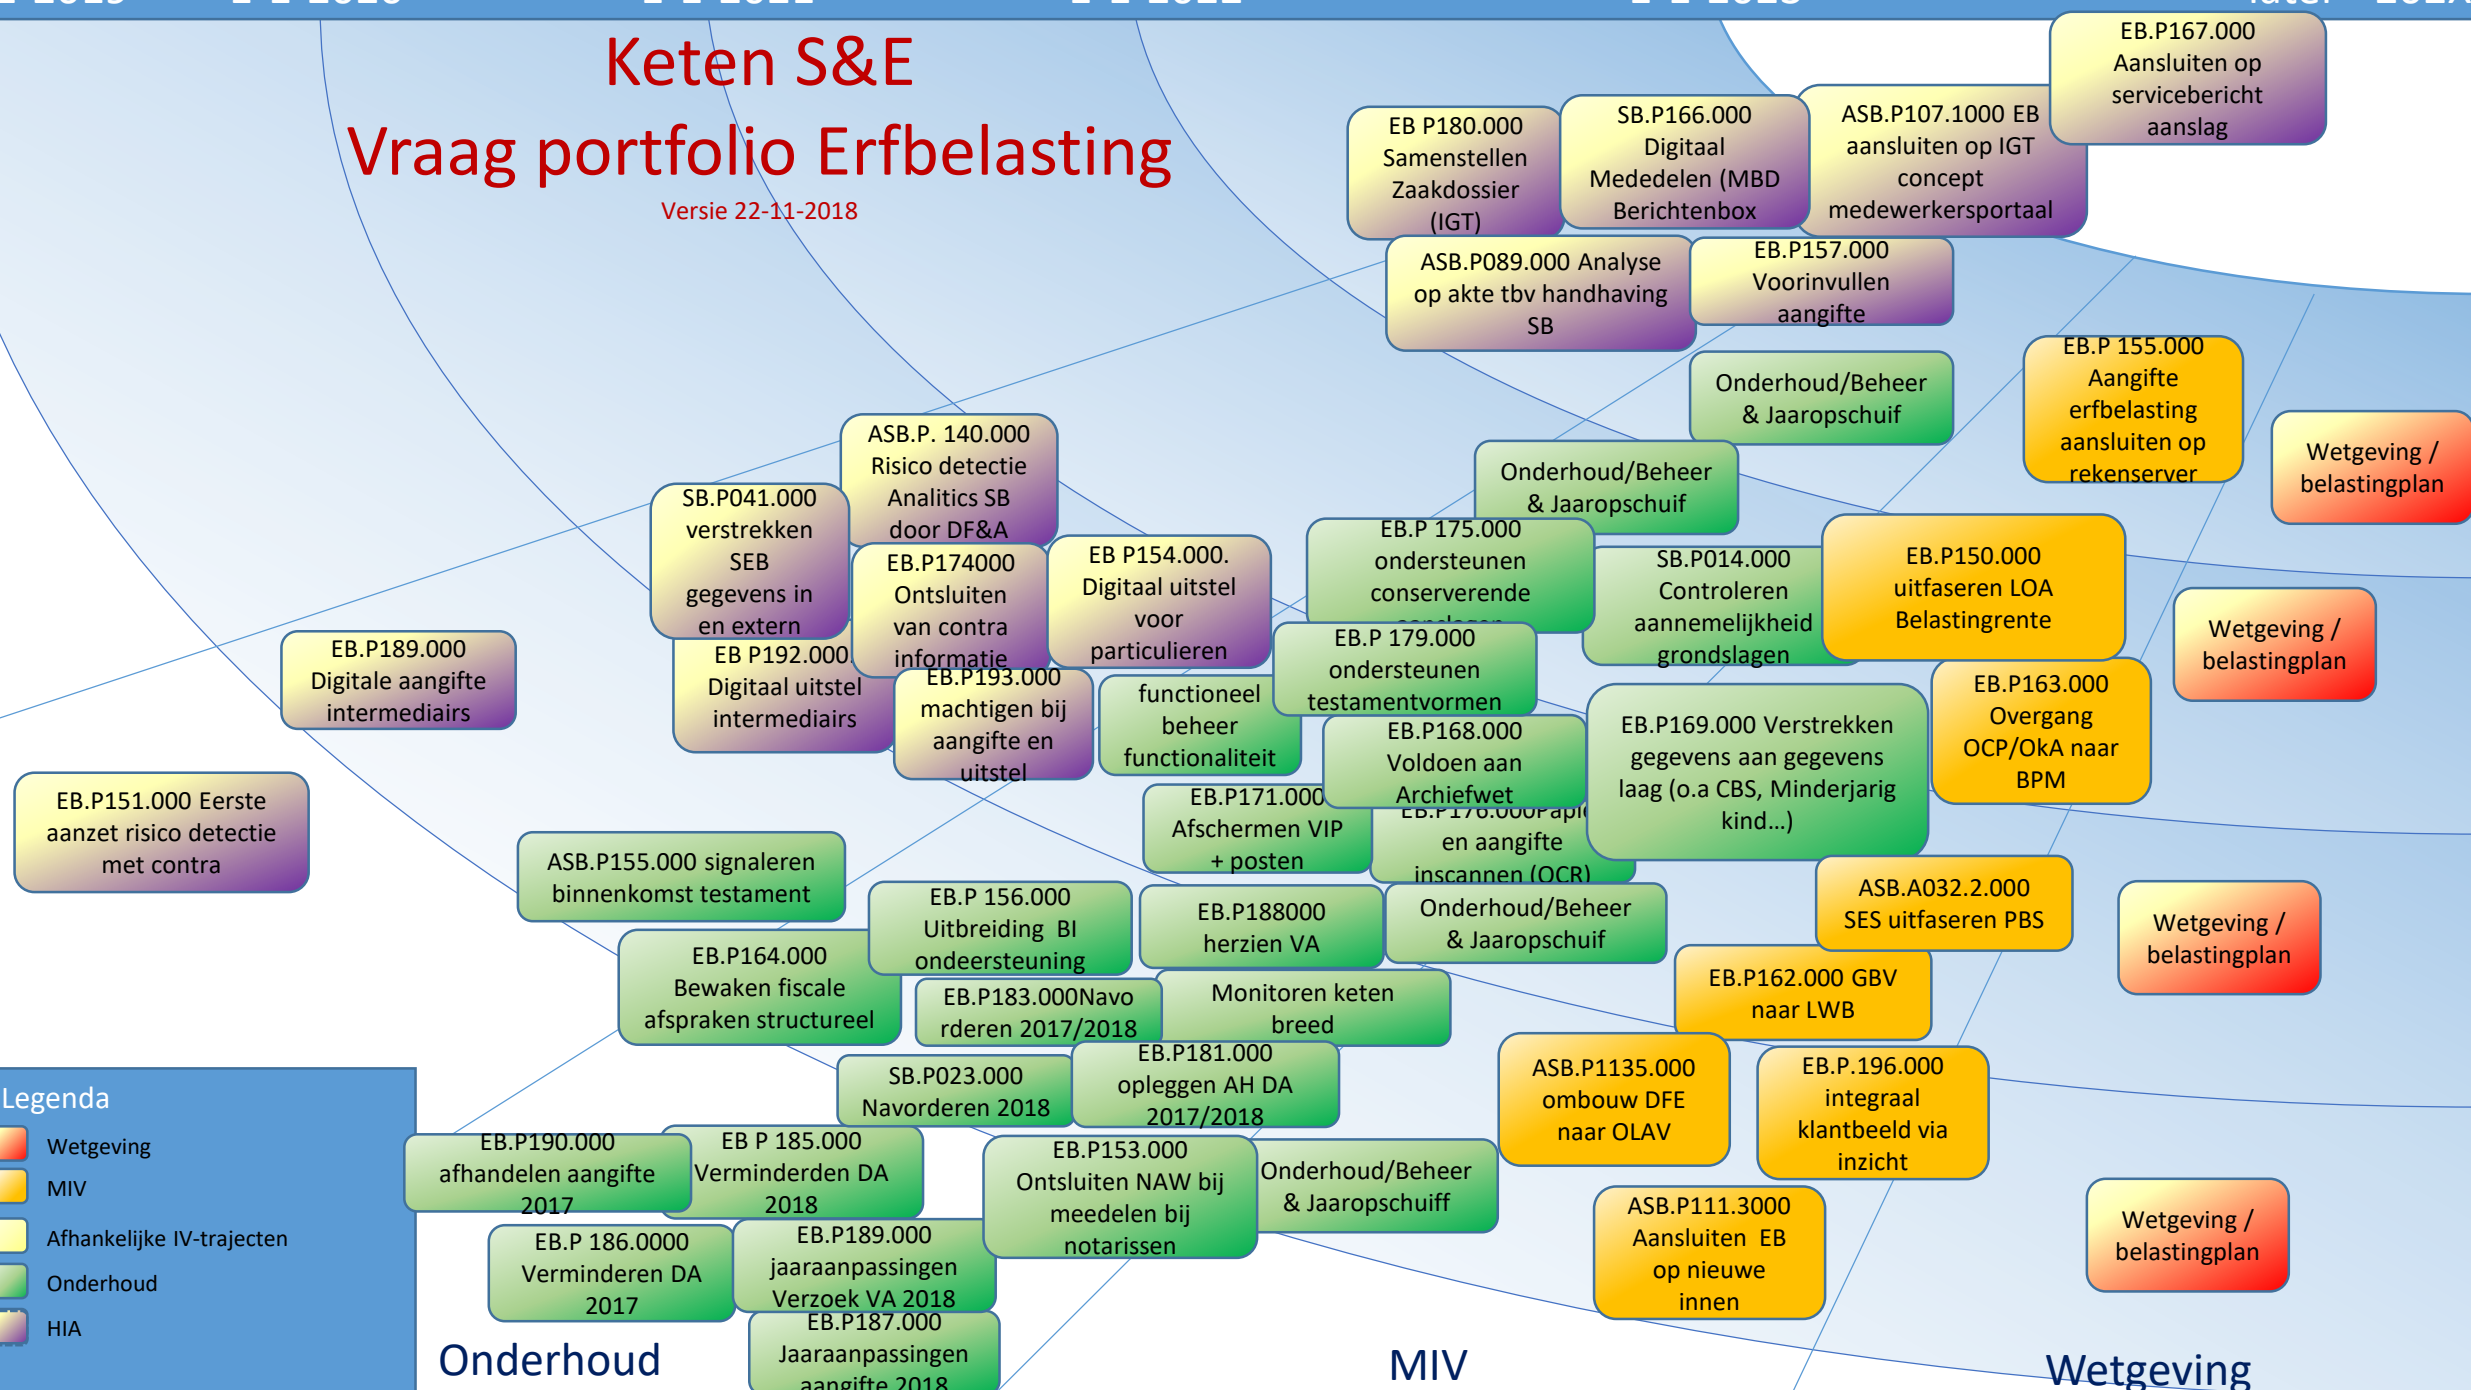 Keten S&E
Vraag portfolio Erfbelasting
Versie 22-11-2018
EB.P167.000
Aansluiten op
servicebericht
aanslag
EB P180.000
Samenstellen
Zaakdossier
(IGT)
SB.P166.000
Digitaal
Mededelen (MBD
Berichtenbox
ASB.P107.1000 EB
aansluiten op IGT
concept
medewerkersportaal
ASB.P089.000 Analyse
op akte tbv handhaving
SB
EB.P157.000
Voorinvullen
aangifte
Onderhoud/Beheer
& Jaaropschuif
EB.P 155.000
Aangifte
erfbelasting
aansluiten op
rekenserver
Wetgeving /
belastingplan
ASB.P. 140.000
Risico detectie
Analitics SB
door DF&A
SB.P041.000
verstrekken
SEB
gegevens in
en extern
EB.P174000
Ontsluiten
van contra
informatie
EB P154.000.
Digitaal uitstel
voor
particulieren
Onderhoud/Beheer
& Jaaropschuif
EB.P 175.000
ondersteunen
conserverende
SB.P014.000
Controleren
aannemelijkheid
grondslagen
EB.P150.000
uitfaseren LOA
Belastingrente
Wetgeving /
belastingplan
EB.P189.000
Digitale aangifte
intermediairs
EB P192.000.
Digitaal uitstel
intermediairs
EB.P193.000
machtigen bij
aangifte en
uitstel
functioneel
beheer
functionaliteit
EB.P 179.000
ondersteunen
testamentvormen
EB.P168.000
Voldoen aan
Archiefwet
EB.P169.000 Verstrekken
gegevens aan gegevens
laag (o.a CBS, Minderjarig
kind...)
EB.P163.000
Overgang
OCP/OkA naar
BPM
EB.P151.000 Eerste
aanzet risico detectie
met contra
EB.P171.000
Afschermen VIP
+ posten
EB.P176.000
en aangifte
inscannen (OCR)
ASB.P155.000 signaleren
binnenkomst testament
EB.P 156.000
Uitbreiding BI
ondeersteuning
EB.P188000
herzien VA
Onderhoud/Beheer
& Jaaropschuif
ASB.A032.2.000
SES uitfaseren PBS
Wetgeving /
belastingplan
EB.P164.000
Bewaken fiscale
afspraken structureel
EB.P183.000Navo
rderen 2017/2018
Monitoren keten
breed
EB.P162.000 GBV
naar LWB
SB.P023.000
Navorderen 2018
EB.P181.000
opleggen AH DA
2017/2018
ASB.P1135.000
ombouw DFE
naar OLAV
EB.P.196.000
integraal
klantbeeld via
inzicht
EB.P190.000
afhandelen aangifte
2017
EB P 185.000
Verminderden DA
2018
EB.P153.000
Ontsluiten NAW bij
meedelen bij
notarissen
Onderhoud/Beheer
& Jaaropschuiff
ASB.P111.3000
Aansluiten EB
op nieuwe
innen
Wetgeving /
belastingplan
EB.P 186.0000
Verminderen DA
2017
EB.P189.000
jaaraanpassingen
Verzoek VA 2018
EB.P187.000
Jaaraanpassingen
aangifte 2018
Legenda
Wetgeving
MIV
Afhankelijke IV-trajecten
Onderhoud
HIA
Onderhoud
MIV
Wetgeving